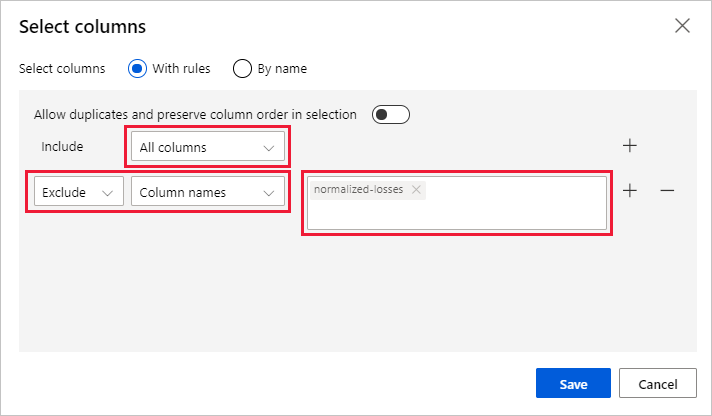 Select columns
Select columns With rules By name
Allow duplicates and preserve column order in selection
Include All columns
Exclude Column names normalized-losses
Save Cancel